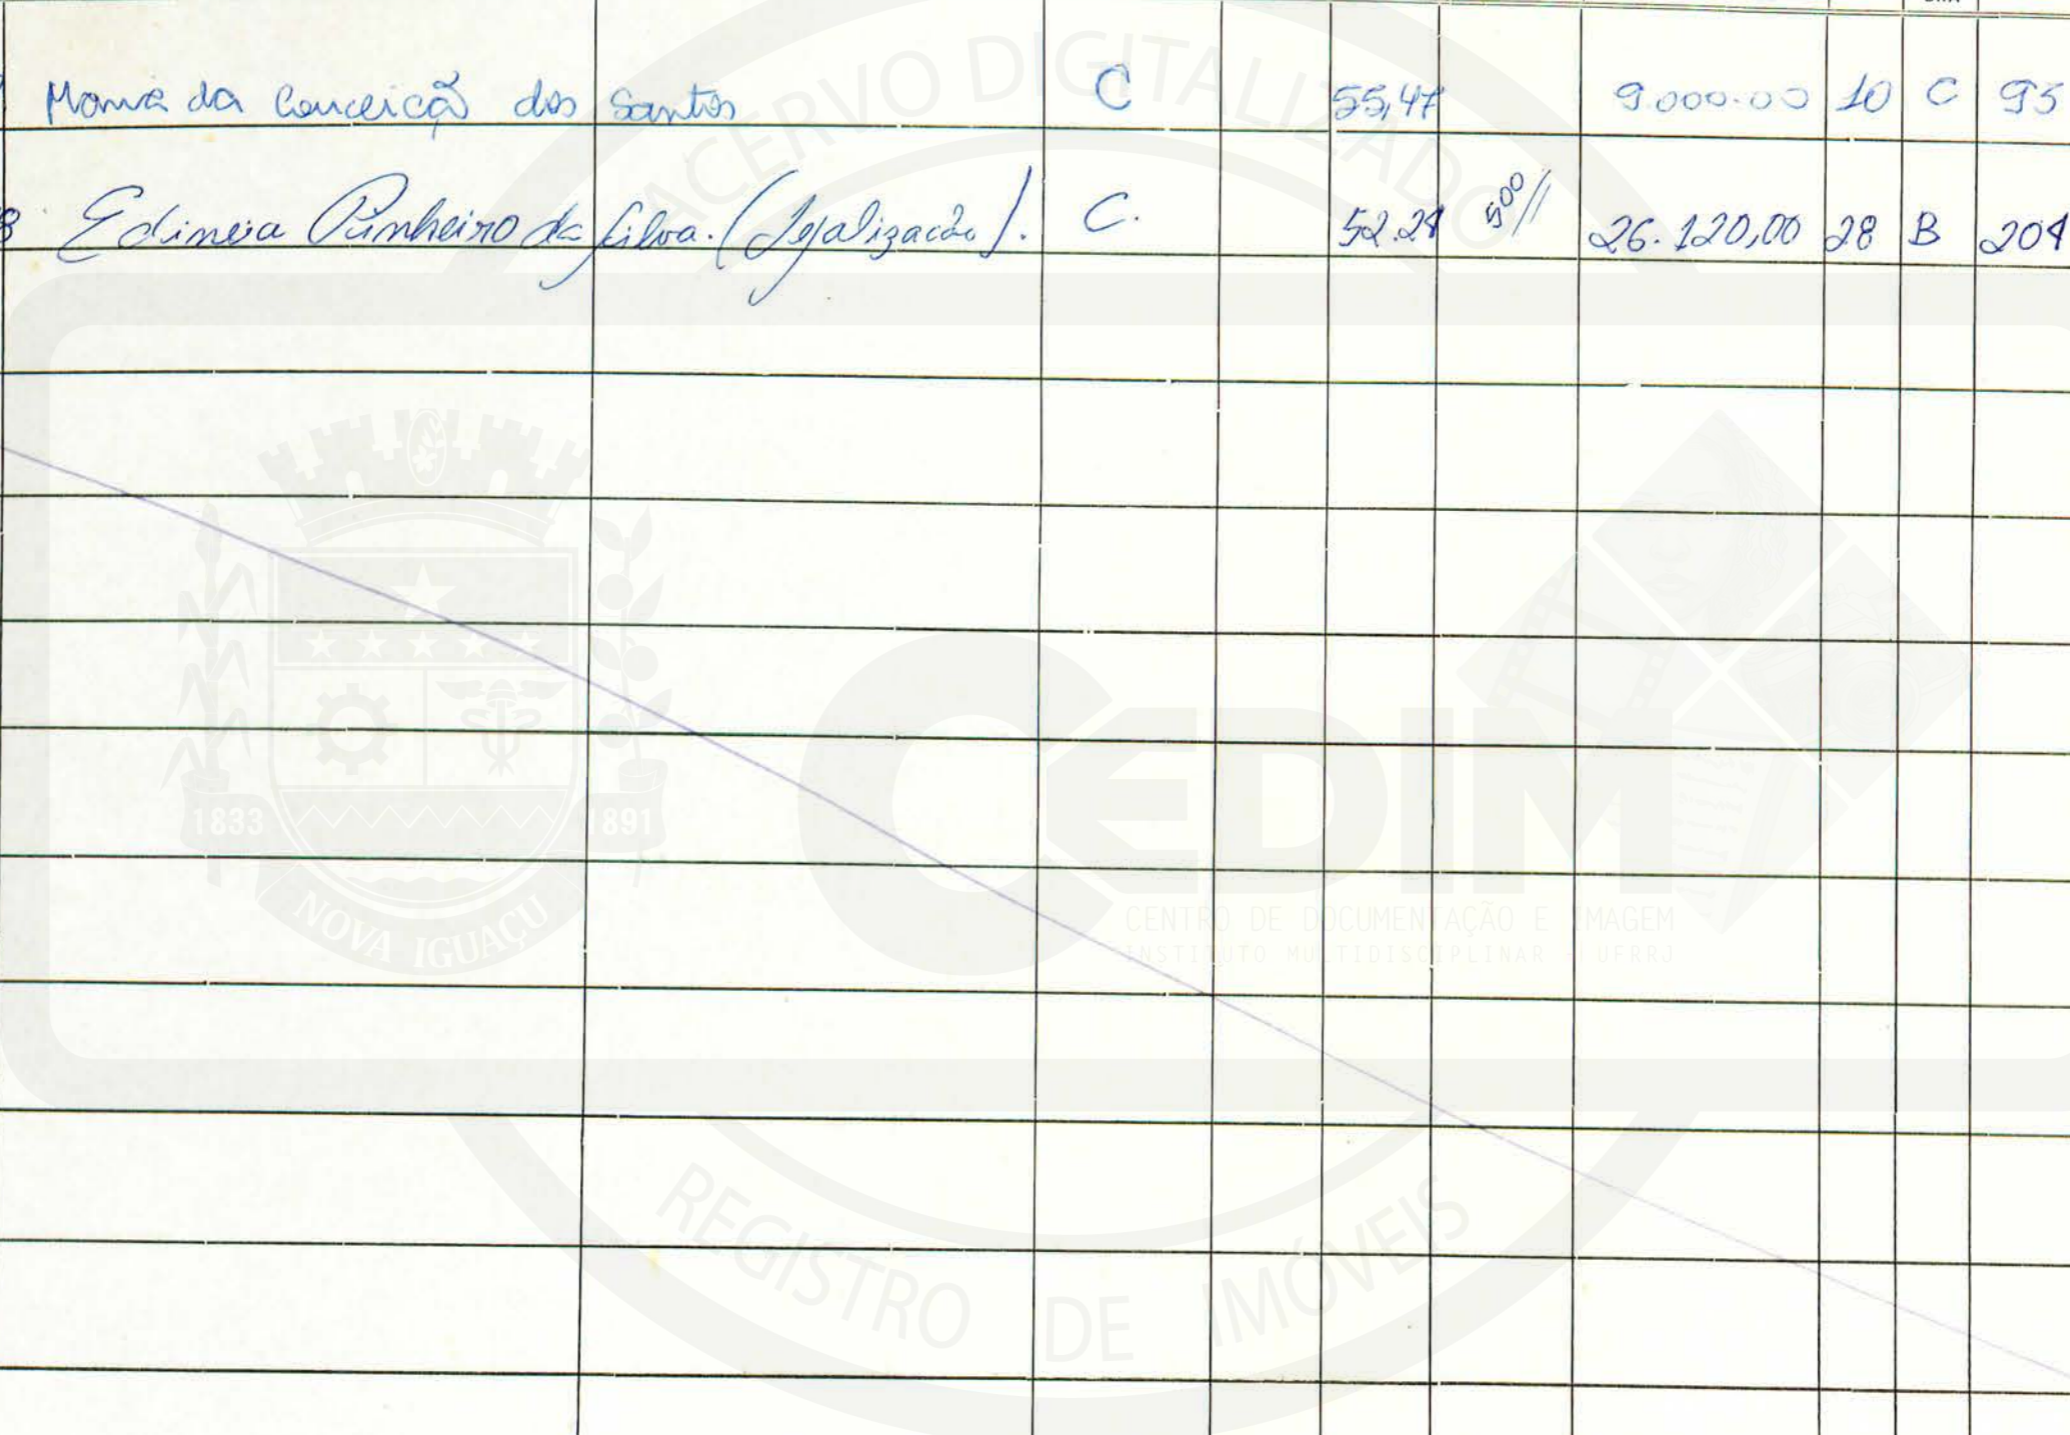 Maria da Conceição dos Santos C 55,47 9.000.00 10 C 95
Edineia Pinheiro da Silva. (Legalização). C. 52.24 500// 26.120,00 28 B 204
ACERVO DIGITALIZADO
1833 1891
NOVA IGUAÇU
CEDIM
CENTRO DE DOCUMENTAÇÃO E IMAGEM
INSTITUTO MULTIDISCIPLINAR - UFRRJ
REGISTRO DE IMÓVEIS